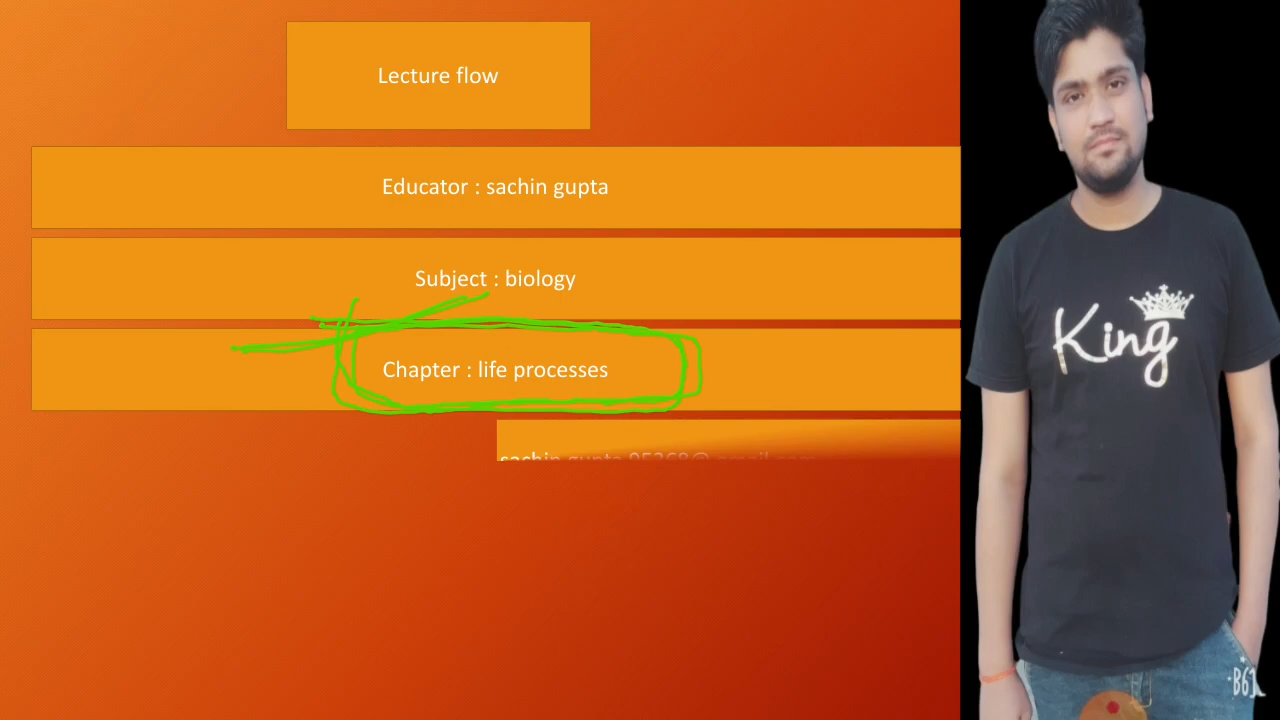 Lecture flow
Educator : sachin gupta
Subject : biology
Chapter : life processes
King